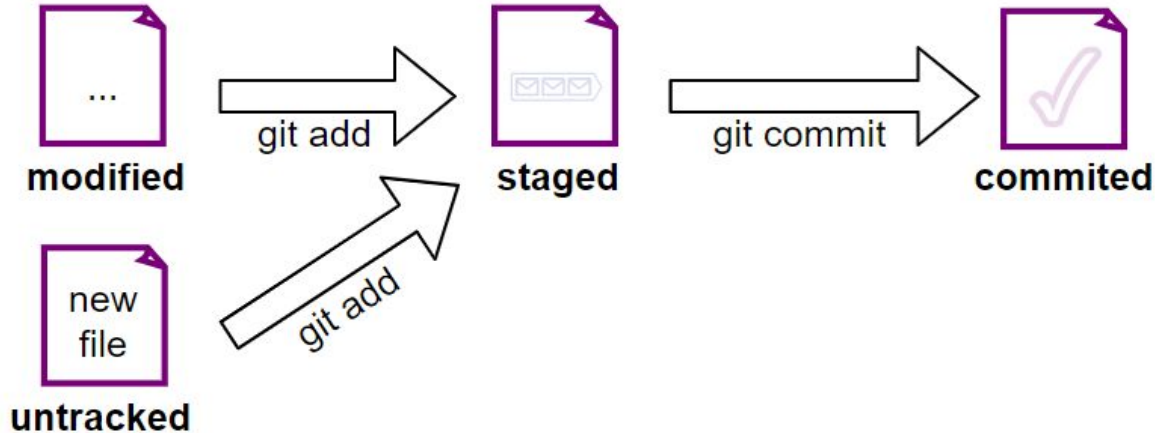 ...
git add
git commit
modified
staged
commited
new
file
git add
untracked